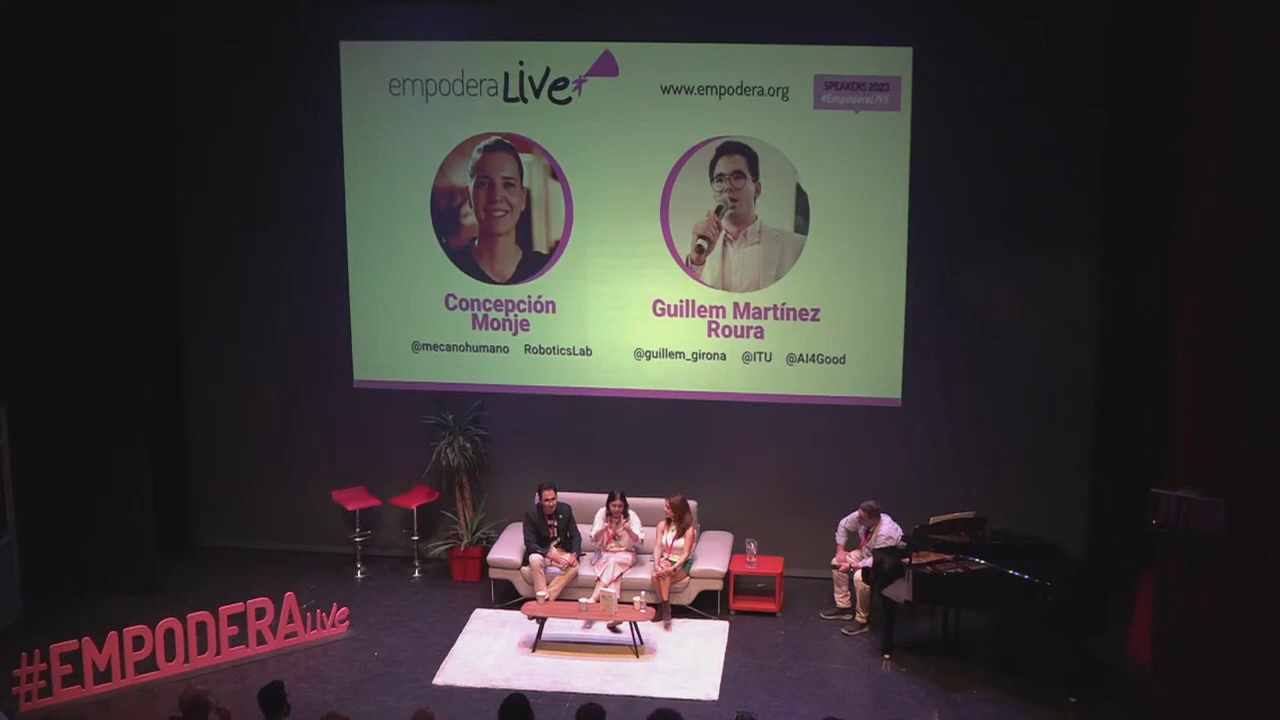 empoderaLIVE
www.empodera.org
SPEAKERS 2023
#EmpoderaLIVE
Concepción
Monje
@mecanohumano RoboticsLab
Guillem Martínez
Roura
@guillem_girona @ITU @AI4Good
#EMPODERALIVE